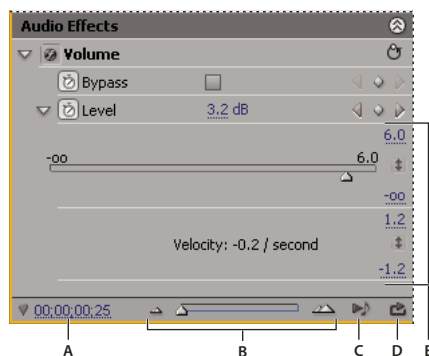 Audio Effects
Volume
Bypass
Level 3.2 dB
6.0
-oo 6.0
-oo
1.2
Velocity: -0.2 / second
-1.2
00;00;00:25
A B C D E